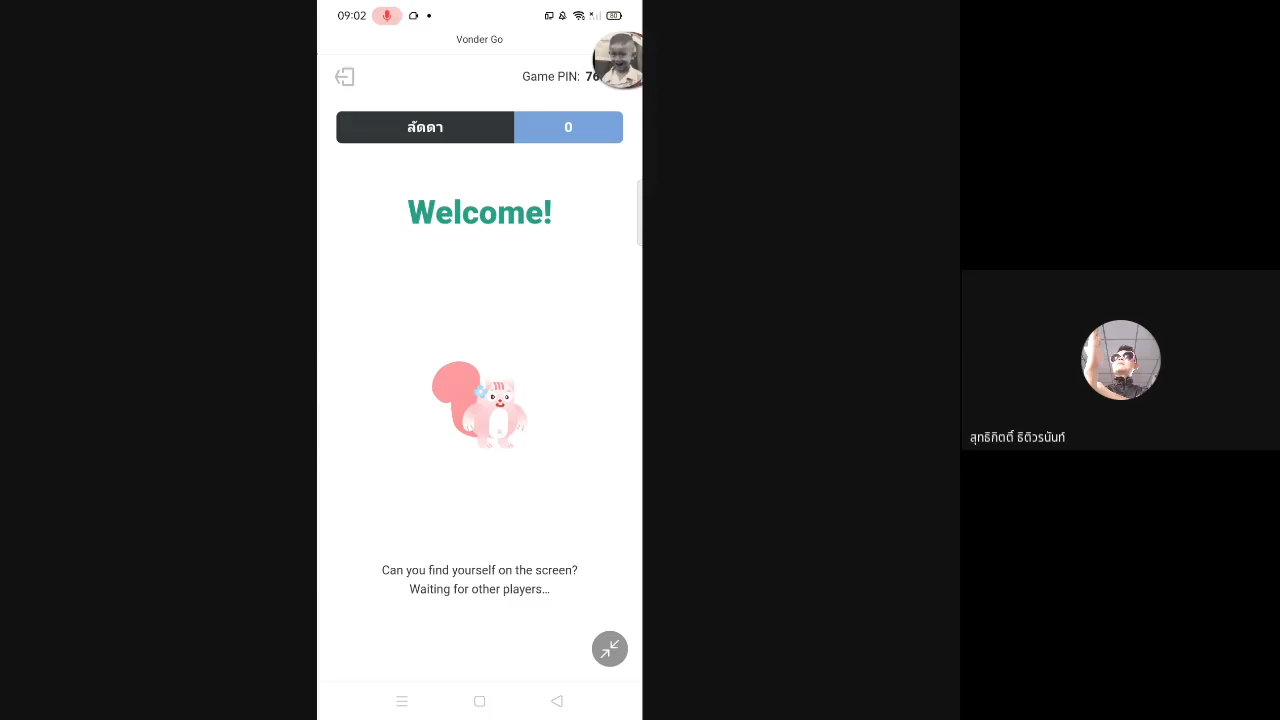 09:02
80
Vonder Go
Game PIN: 76
ลัดดา 0
Welcome!
Can you find yourself on the screen?
Waiting for other players...
สุทธิกิตติ์ ธิติวรนันท์